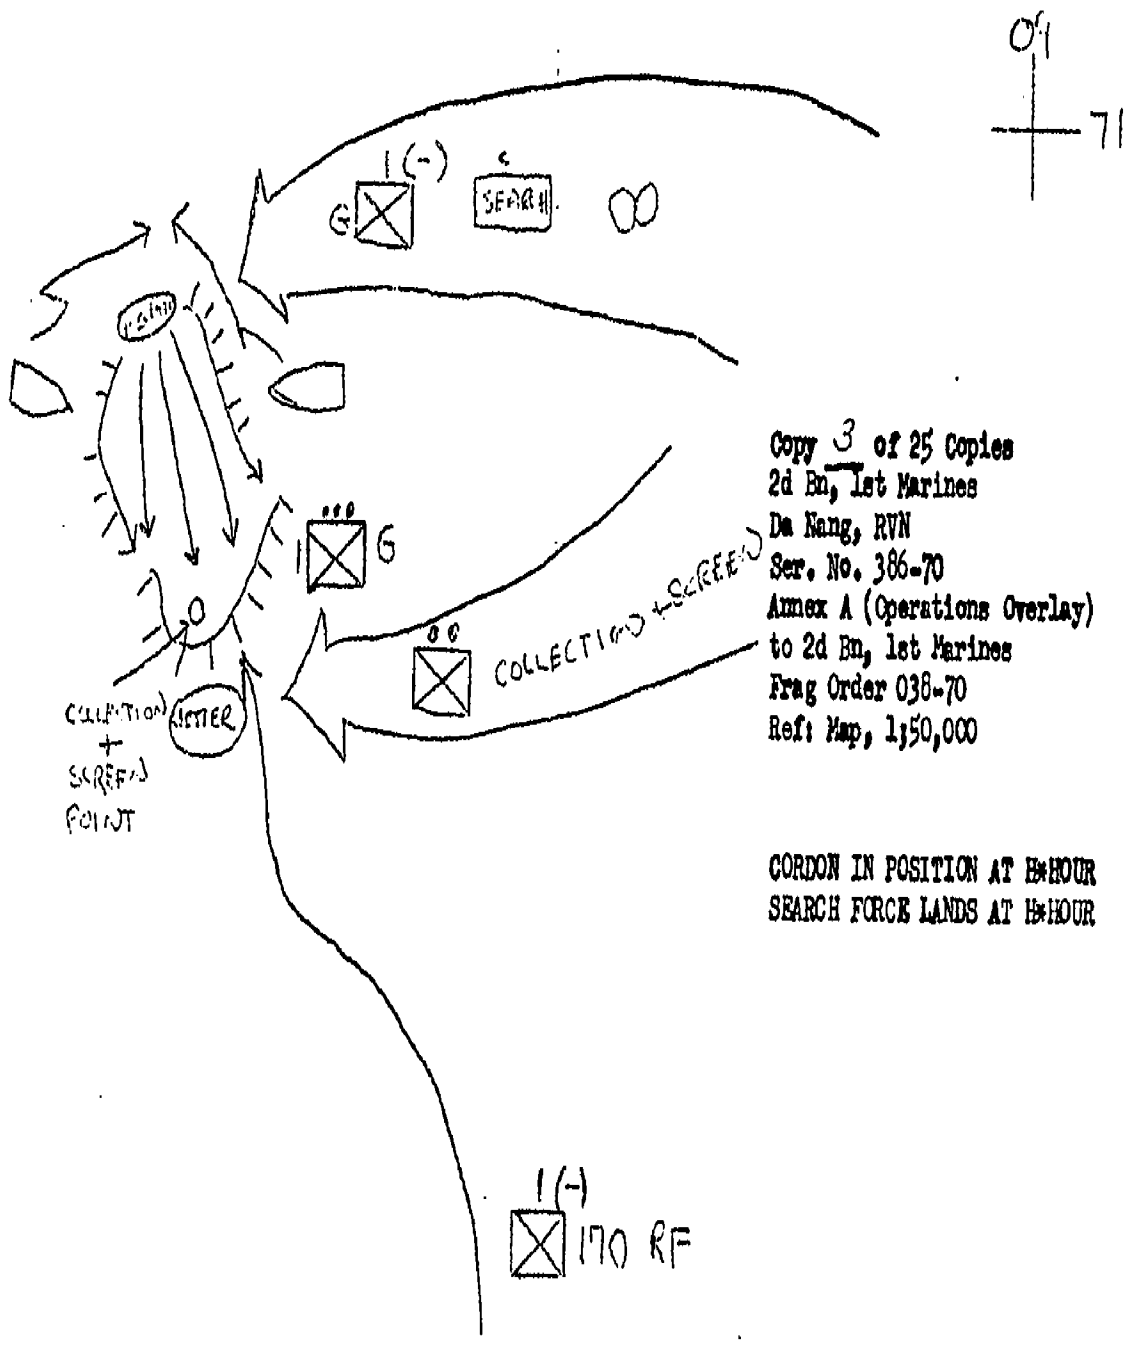 09
71
1 (-)
G
SEARCH
Copy 3 of 25 Copies
2d Bn, 1st Marines
Da Nang, RVN
Ser. No. 386-70
Annex A (Operations Overlay)
to 2d Bn, 1st Marines
Frag Order 038-70
Ref: Map, 1;50,000
1
G
COLLECTION + SCREEN
COLLECTION
+
SCREEN
POINT
CORDON IN POSITION AT H*HOUR
SEARCH FORCE LANDS AT H*HOUR
1 (-)
170 RF